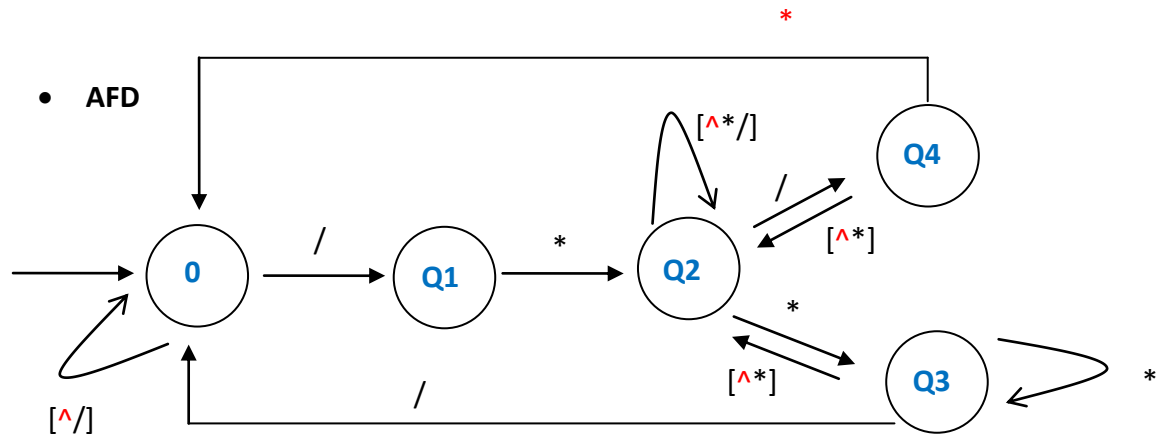 *
• AFD
[^*/]
Q4
/
/
*
[^*]
0
Q1
Q2
*
[^*]
Q3
*
/
[^/]